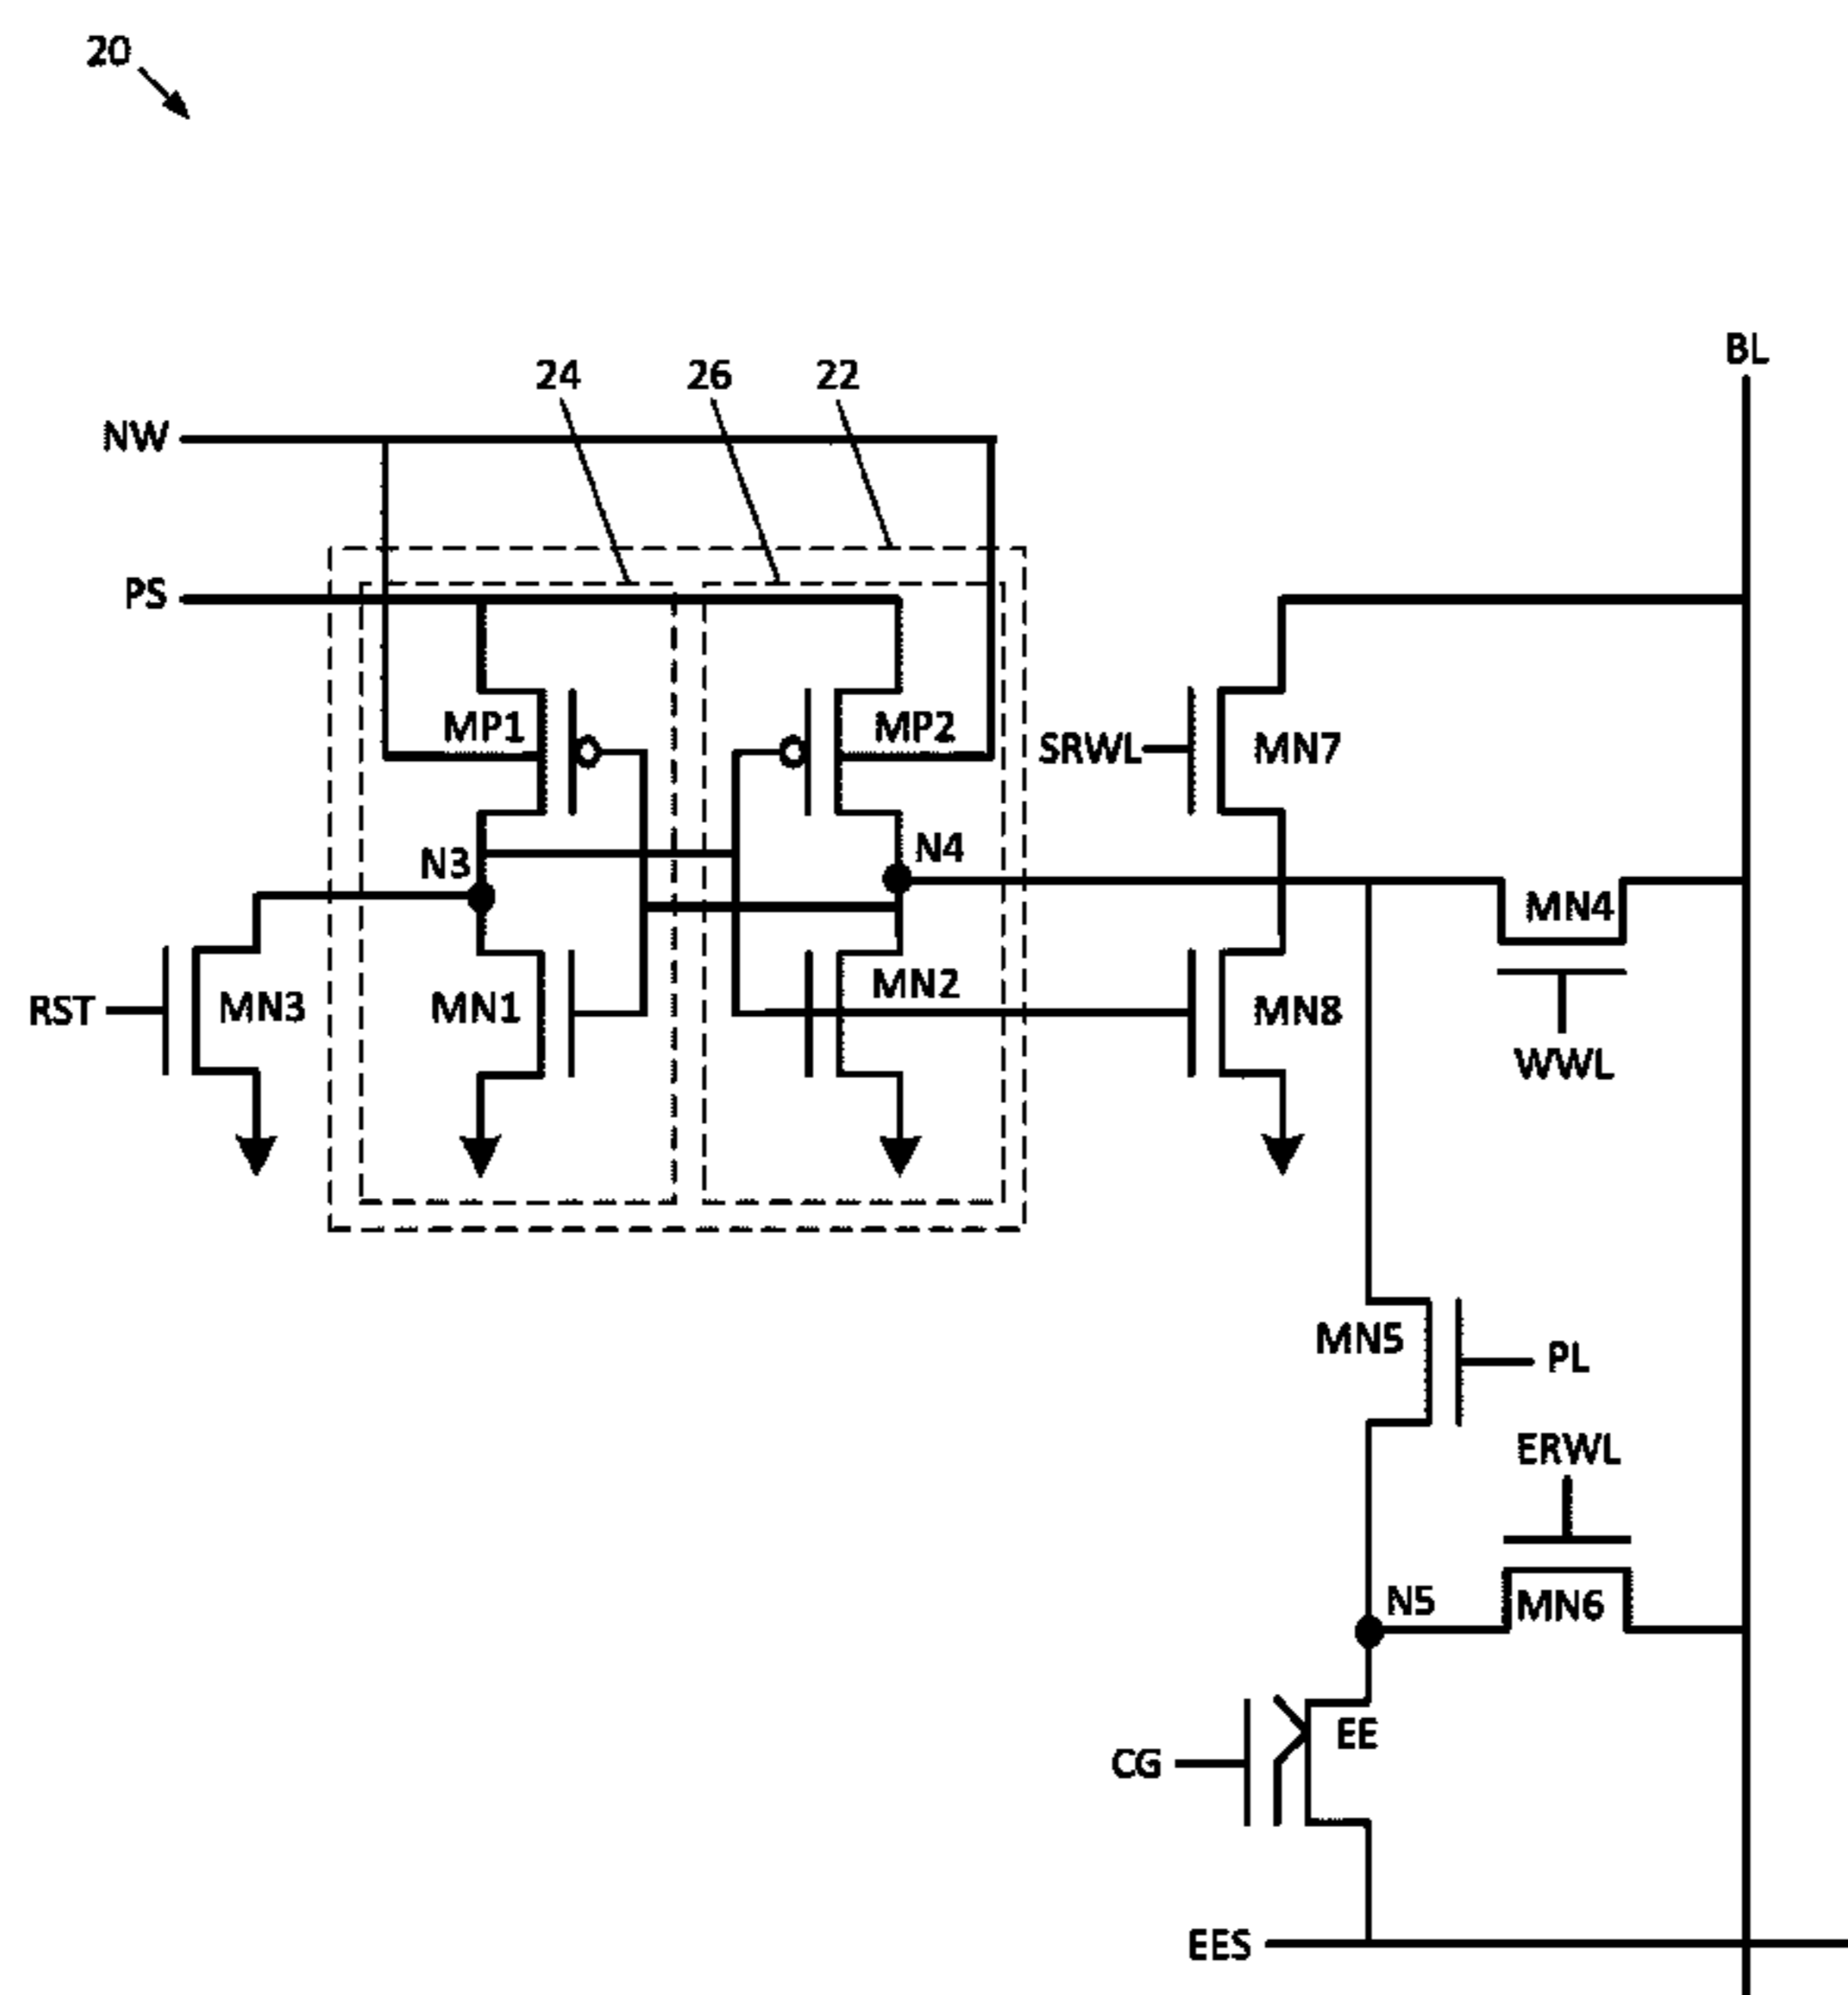 20
BL
24 26 22
NW
PS
MP1 MP2
SRWL MN7
N3 N4
MN4
RST MN3 MN1 MN2 MN8
WWL
MN5 PL
ERWL
N5 MN6
EE
CG
EES